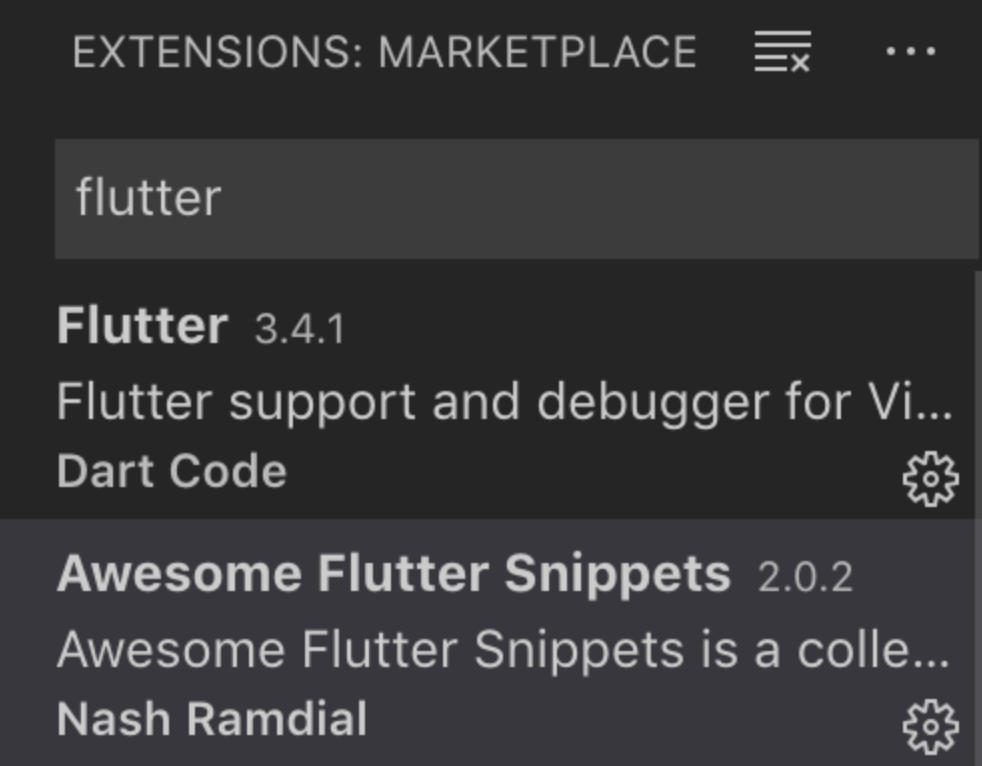 EXTENSIONS: MARKETPLACE
flutter
Flutter 3.4.1
Flutter support and debugger for Vi...
Dart Code
Awesome Flutter Snippets 2.0.2
Awesome Flutter Snippets is a colle...
Nash Ramdial